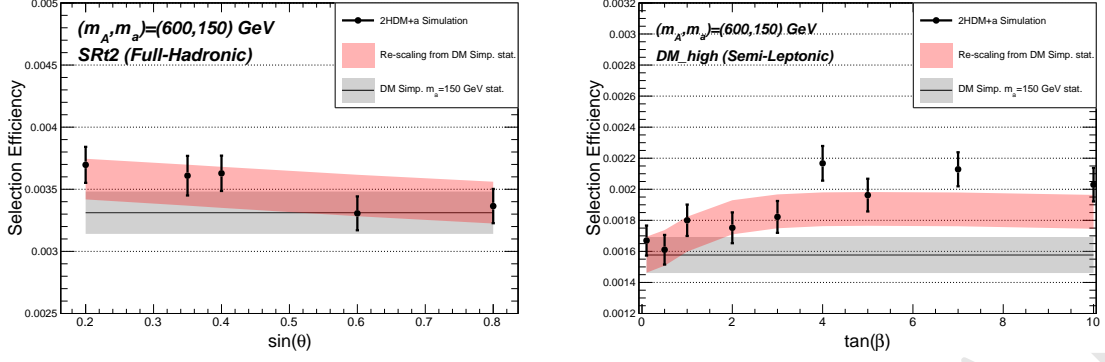 (m_A,m_a)=(600,150) GeV
SRt2 (Full-Hadronic)
2HDM+a Simulation
Re-scaling from DM Simp. stat.
DM Simp. m_a=150 GeV stat.
Selection Efficiency
0.005
0.0045
0.004
0.0035
0.003
0.0025
0.2 0.3 0.4 0.5 0.6 0.7 0.8
sin(θ)
(m_A,m_a)=(600,150) GeV
DM_high (Semi-Leptonic)
2HDM+a Simulation
Re-scaling from DM Simp. stat.
DM Simp. m_a=150 GeV stat.
Selection Efficiency
0.003
0.0028
0.0026
0.0024
0.0022
0.002
0.0018
0.0016
0.0014
0.0012
0 2 4 6 8 10
tan(β)